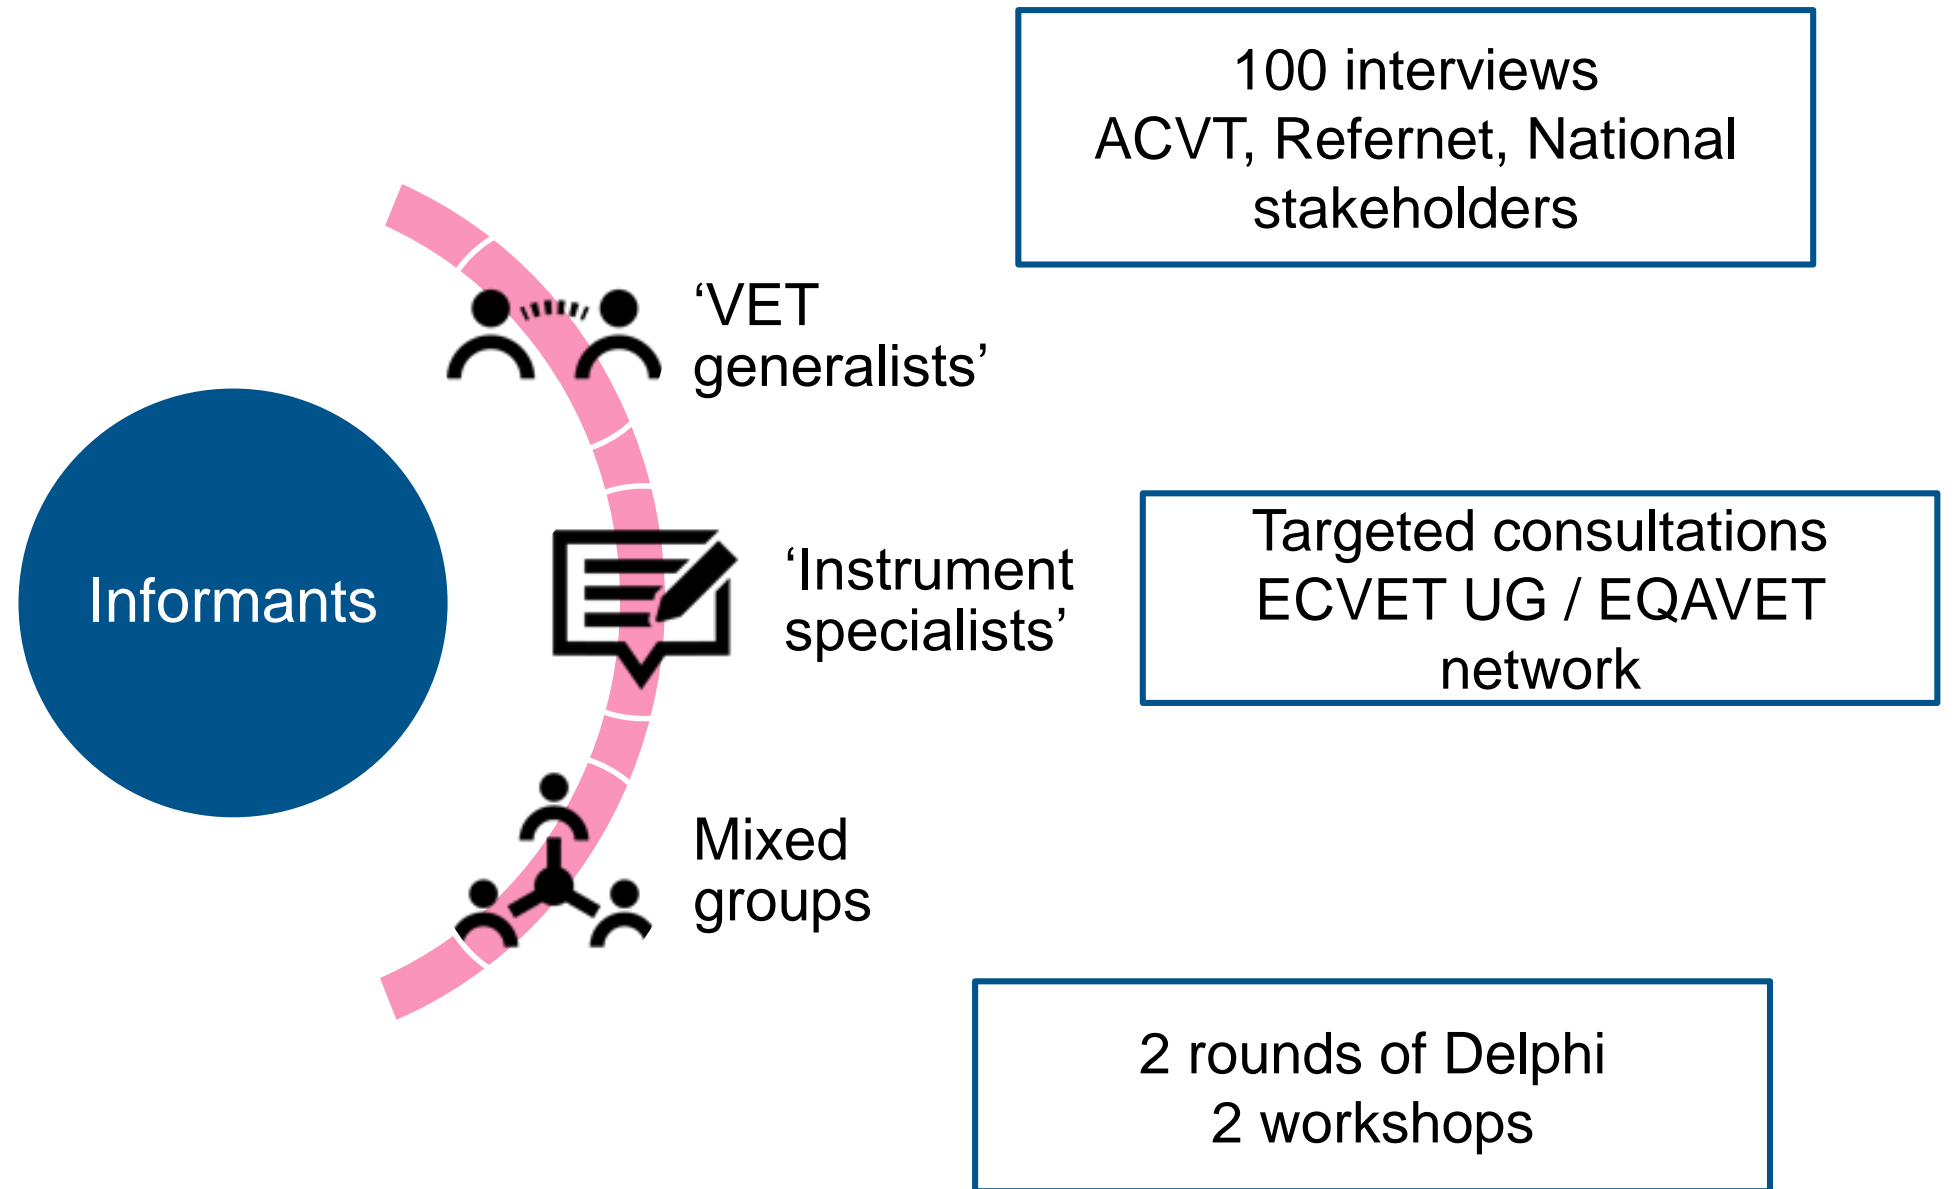 100 interviews
ACVT, Refernet, National
stakeholders
‘VET
generalists’
Informants
‘Instrument
specialists’
Targeted consultations
ECVET UG / EQAVET
network
Mixed
groups
2 rounds of Delphi
2 workshops